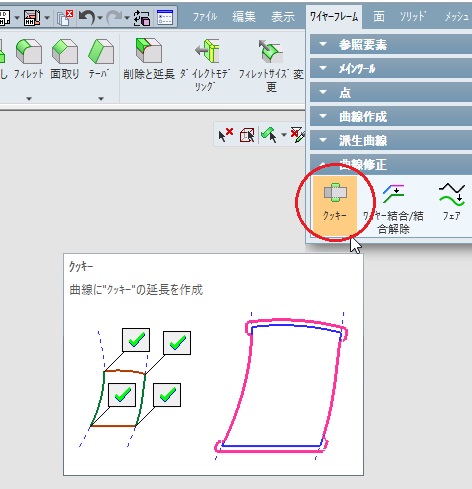 ファイル 編集 表示 ワイヤーフレーム 面 ソリッド メッシュ
参照要素
メインツール
点
曲線作成
派生曲線
曲線修正
し フィレット 面取り テーパ 削除と延長 ダイレクトモデ フィレットサイズ 変
リング 更
クッキー ワイヤー結合/結 フェア
合解除
クッキー
曲線に"クッキー"の延長を作成